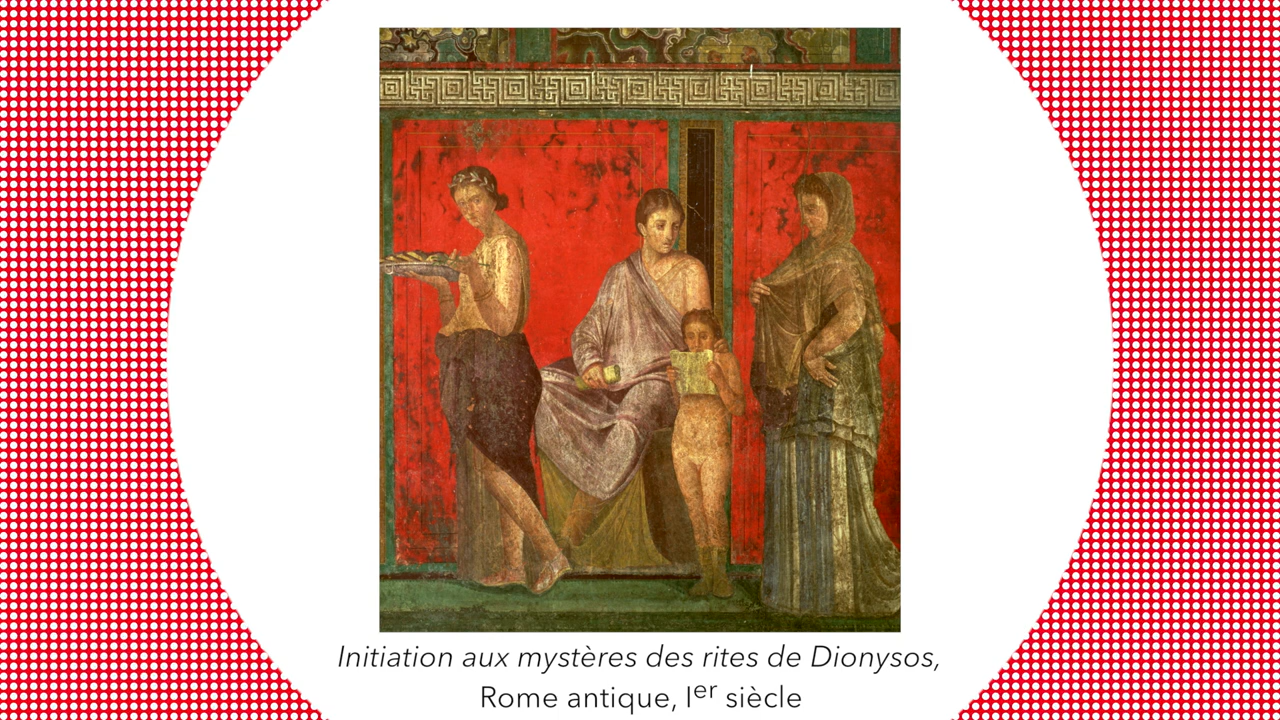 Initiation aux mystères des rites de Dionysos,
Rome antique, Iᵉʳ siècle